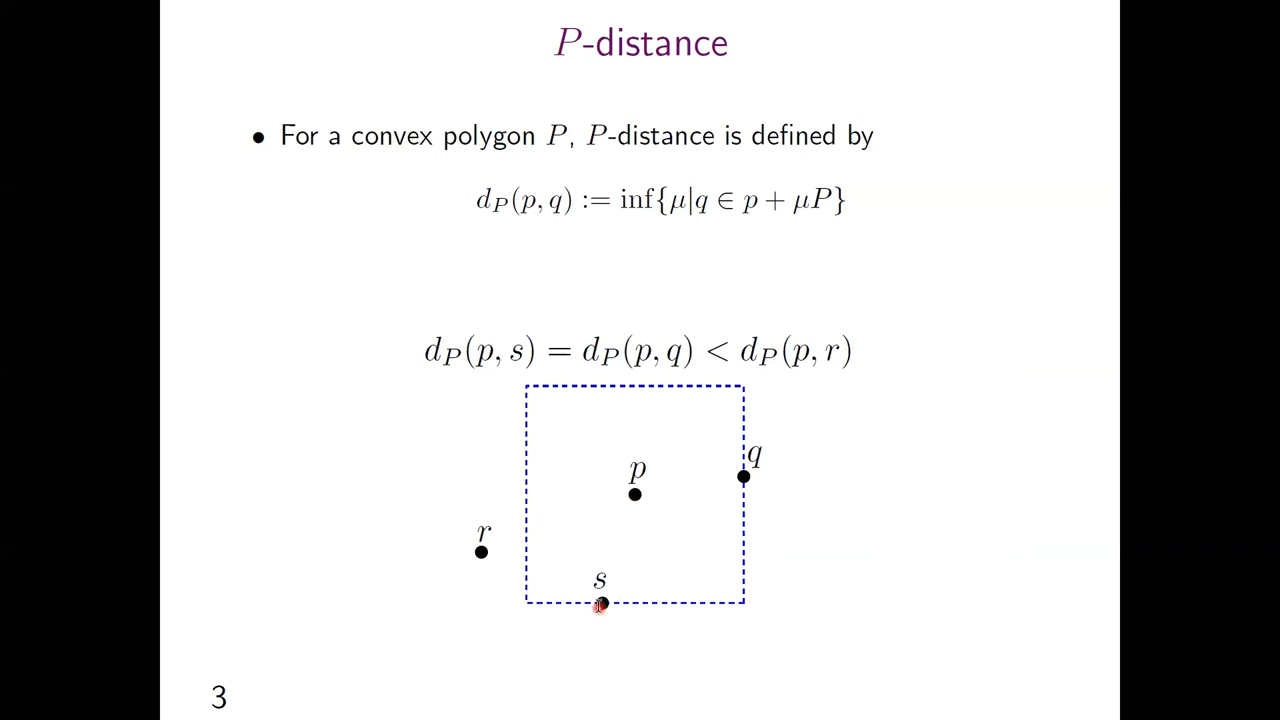 P-distance
• For a convex polygon P, P-distance is defined by
d_P(p, q) := inf{μ|q ∈ p + μP}
d_P(p, s) = d_P(p, q) < d_P(p, r)
q
p
r
s
3